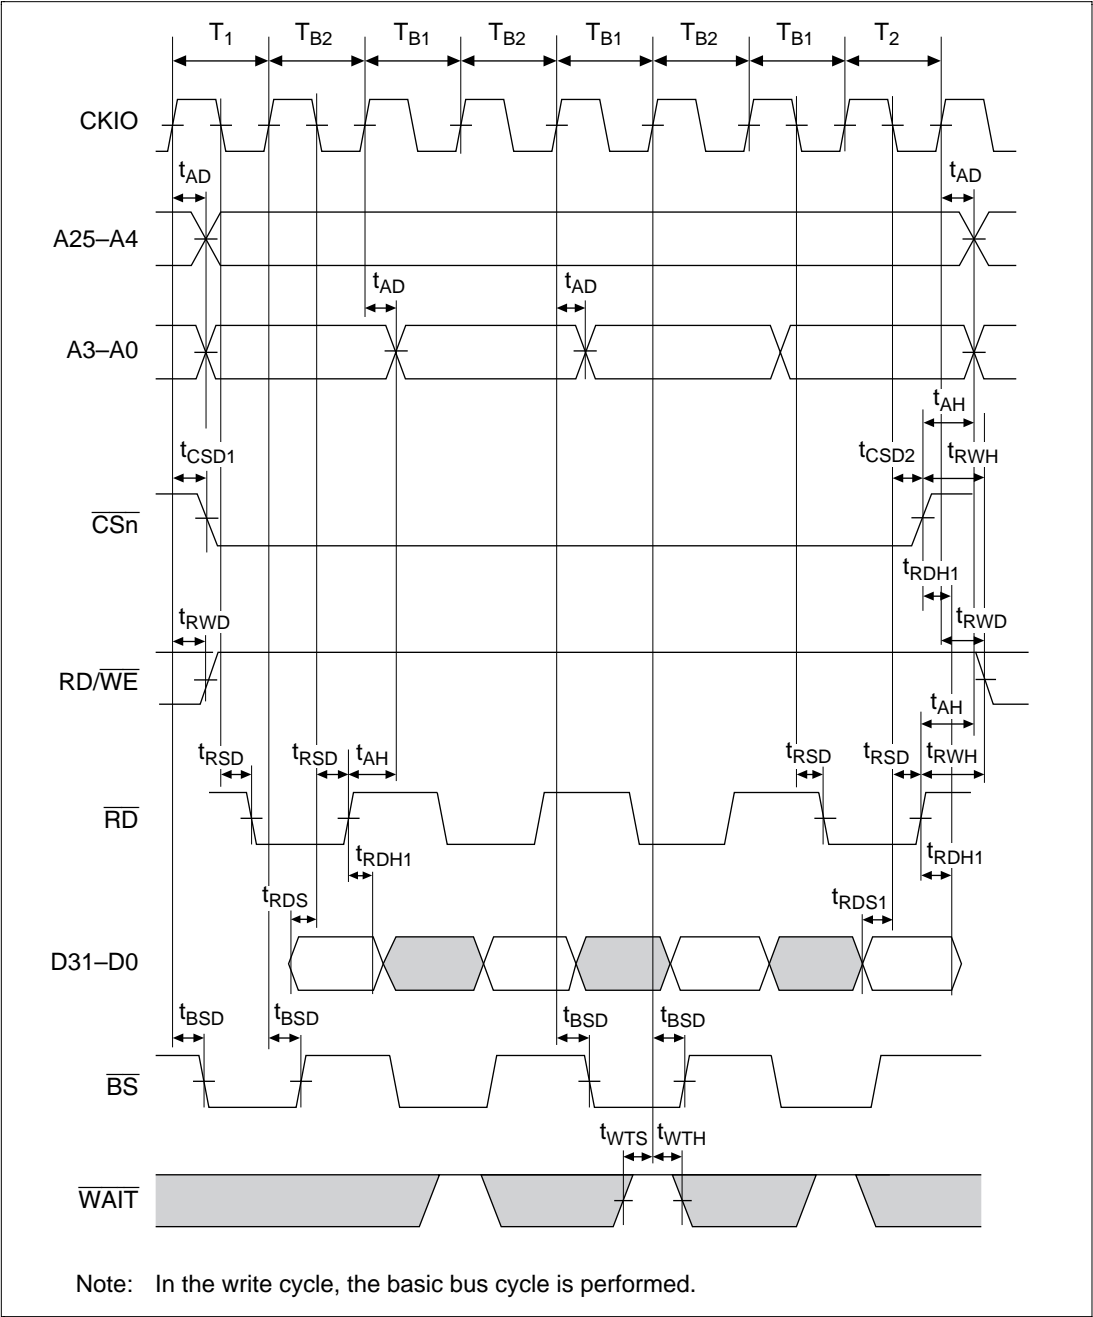 T1 TB2 TB1 TB2 TB1 TB2 TB1 T2
CKIO
tAD tAD
A25–A4
tAD tAD
A3–A0
tAH
tCSD1 tCSD2 tRWH
CSn
tRDH1
tRWD tRWD
RD/WE
tAH
tRSD tRSD tAH tRSD tRSD tRWH
RD
tRDH1 tRDH1
tRDS tRDS1
D31–D0
tBSD tBSD tBSD tBSD
BS
tWTS tWTH
WAIT
Note: In the write cycle, the basic bus cycle is performed.